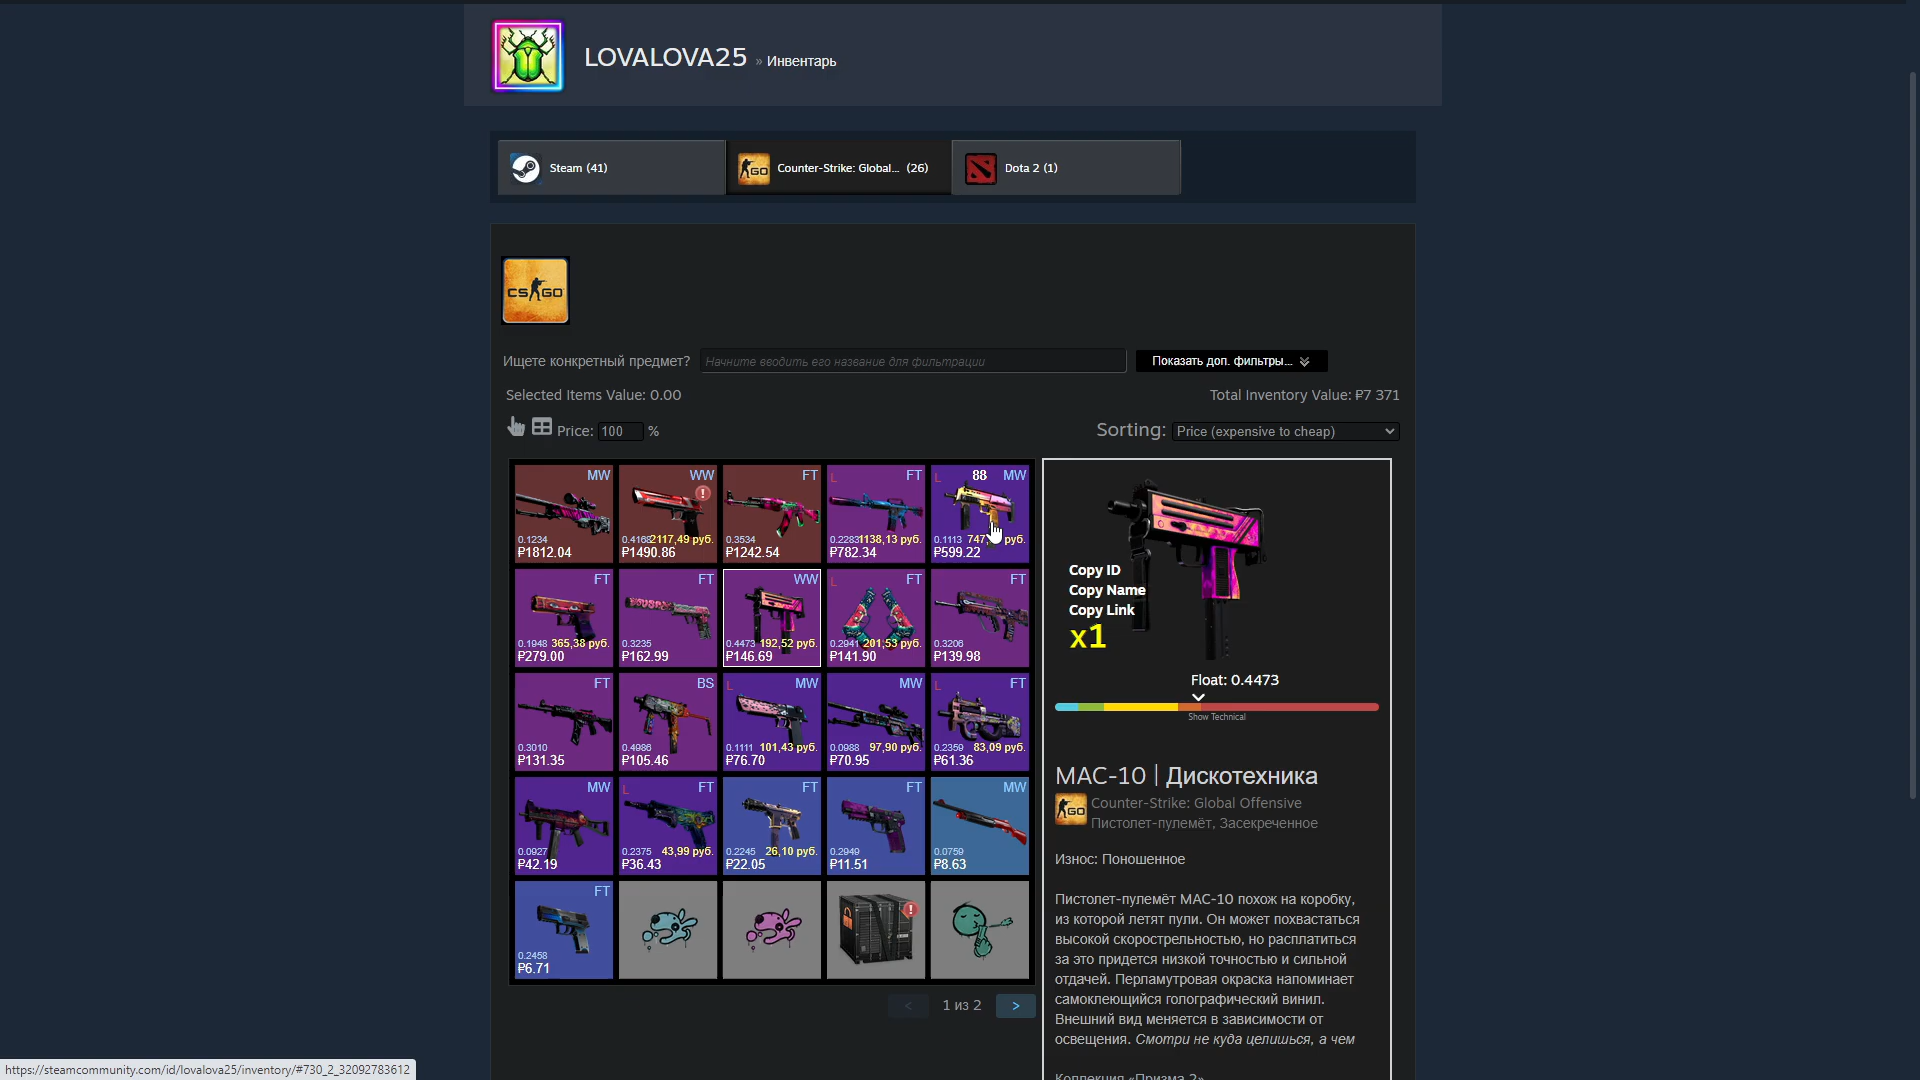 LOVALOVA25 » Инвентарь
Steam (41)
GO
Counter-Strike: Global... (26)
Dota 2 (1)
CS GO
Ищете конкретный предмет?
Начните вводить его название для фильтрации
Показать доп. фильтры...
Selected Items Value: 0.00
Total Inventory Value: ₽7 371
Price: 100 %
Sorting: Price (expensive to cheap)
MW
0.1234
₽1812.04
WW
0.4168 2117,49 руб.
₽1490.86
FT
0.3534
₽1242.54
L FT
0.2283 1138,13 руб.
₽782.34
L 88 MW
0.1113 747, руб.
₽599.22
FT
0.1948 365,38 руб.
₽279.00
FT
0.3235
₽162.99
WW
0.4473 192,52 руб.
₽146.69
L FT
0.2941 201,53 руб.
₽141.90
FT
0.3206
₽139.98
FT
0.3010
₽131.35
BS
0.4986
₽105.46
L MW
0.1111 101,43 руб.
₽76.70
MW
0.0988 97,90 руб.
₽70.95
L FT
0.2359 83,09 руб.
₽61.36
MW
0.0927
₽42.19
L FT
0.2375 43,99 руб.
₽36.43
FT
0.2245 26,10 руб.
₽22.05
FT
0.2949
₽11.51
MW
0.0759
₽8.63
FT
0.2458
₽6.71
<
1 из 2
>
Copy ID
Copy Name
Copy Link
x1
Float: 0.4473
Show Technical
MAC-10 | Дискотехника
GO
Counter-Strike: Global Offensive
Пистолет-пулемёт, Засекреченное
Износ: Поношенное
Пистолет-пулемёт MAC-10 похож на коробку,
из которой летят пули. Он может похвастаться
высокой скорострельностью, но расплатиться
за это придется низкой точностью и сильной
отдачей. Перламутровая окраска напоминает
самоклеющийся голографический винил.
Внешний вид меняется в зависимости от
освещения. Смотри не куда целишься, а чем
Коллекция «Призма 2»
https://steamcommunity.com/id/lovalova25/inventory/#730_2_32092783612